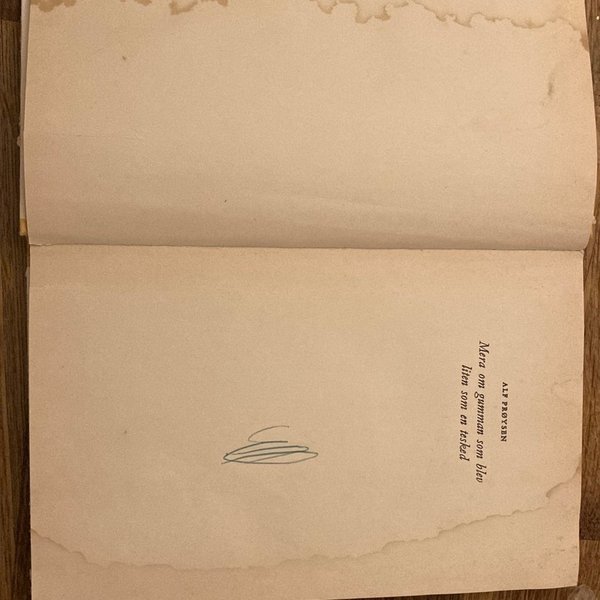 ALF PRØYSEN
Mera om gumman som blev
liten som en tesked